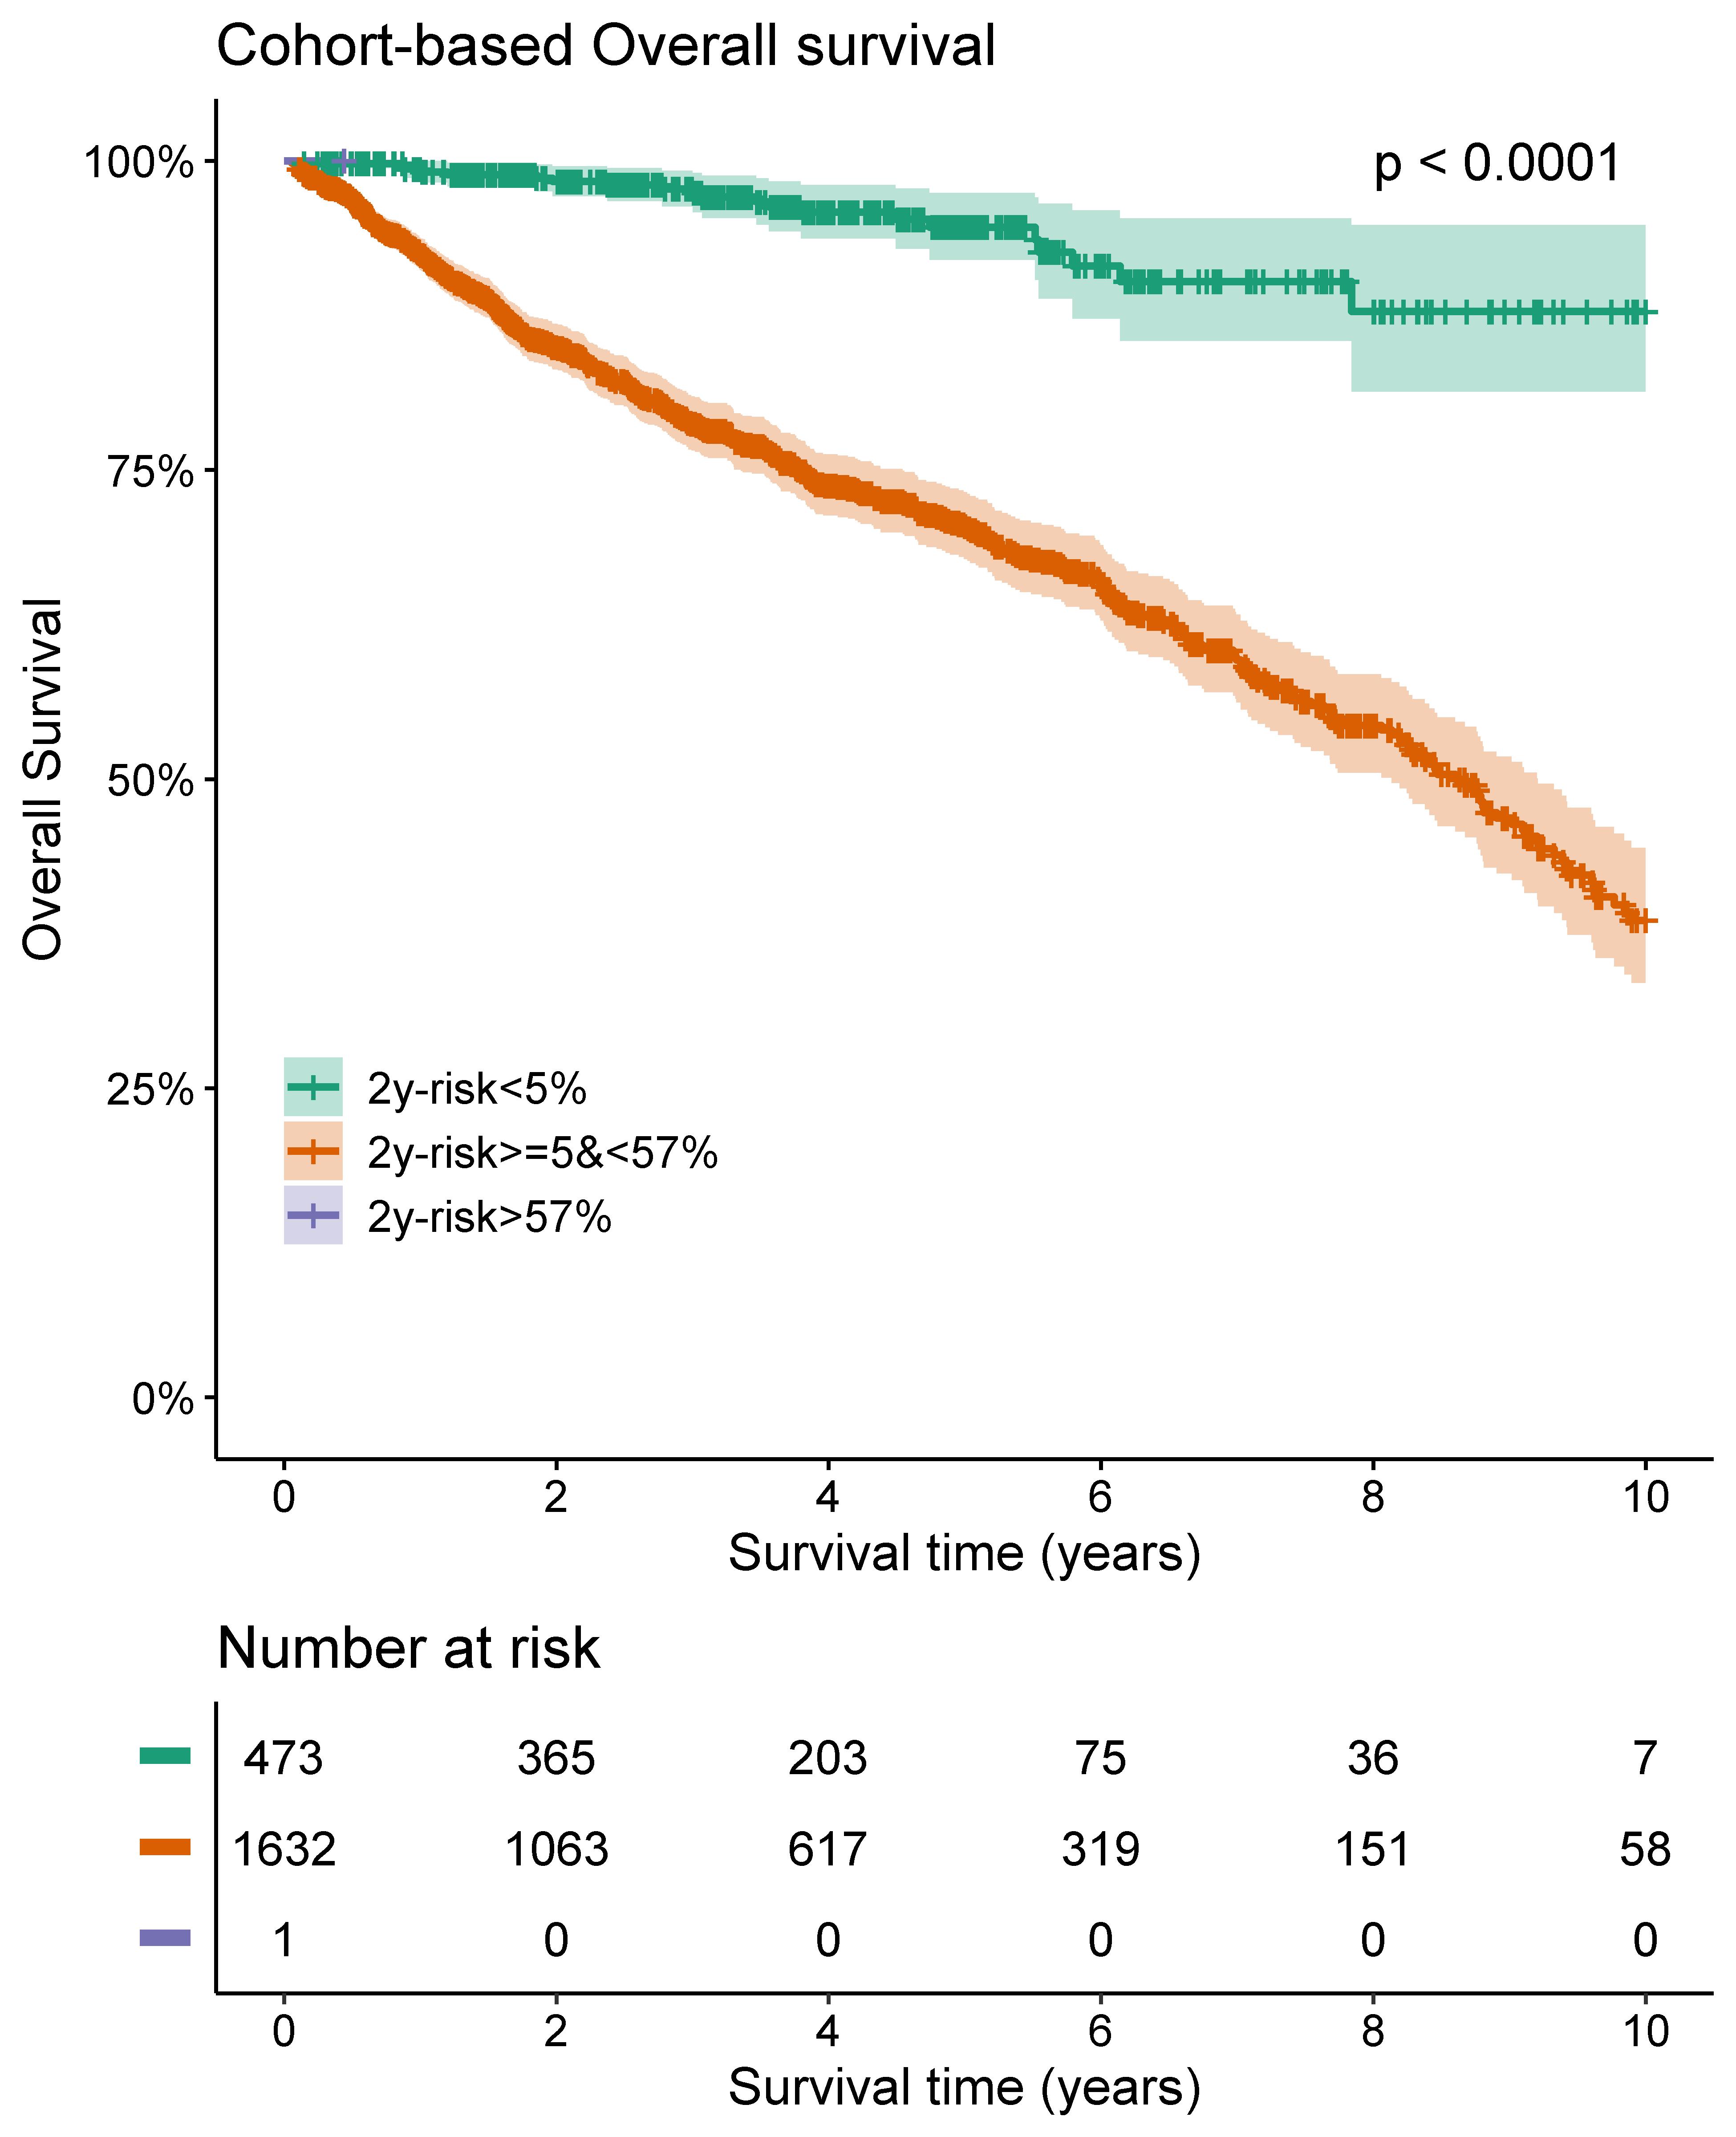 Cohort-based Overall survival
p < 0.0001
100%
75%
50%
25%
0%
Overall Survival
2y-risk<5%
2y-risk>=5&<57%
2y-risk>57%
0 2 4 6 8 10
Survival time (years)
Number at risk
473 365 203 75 36 7
1632 1063 617 319 151 58
1 0 0 0 0 0
0 2 4 6 8 10
Survival time (years)